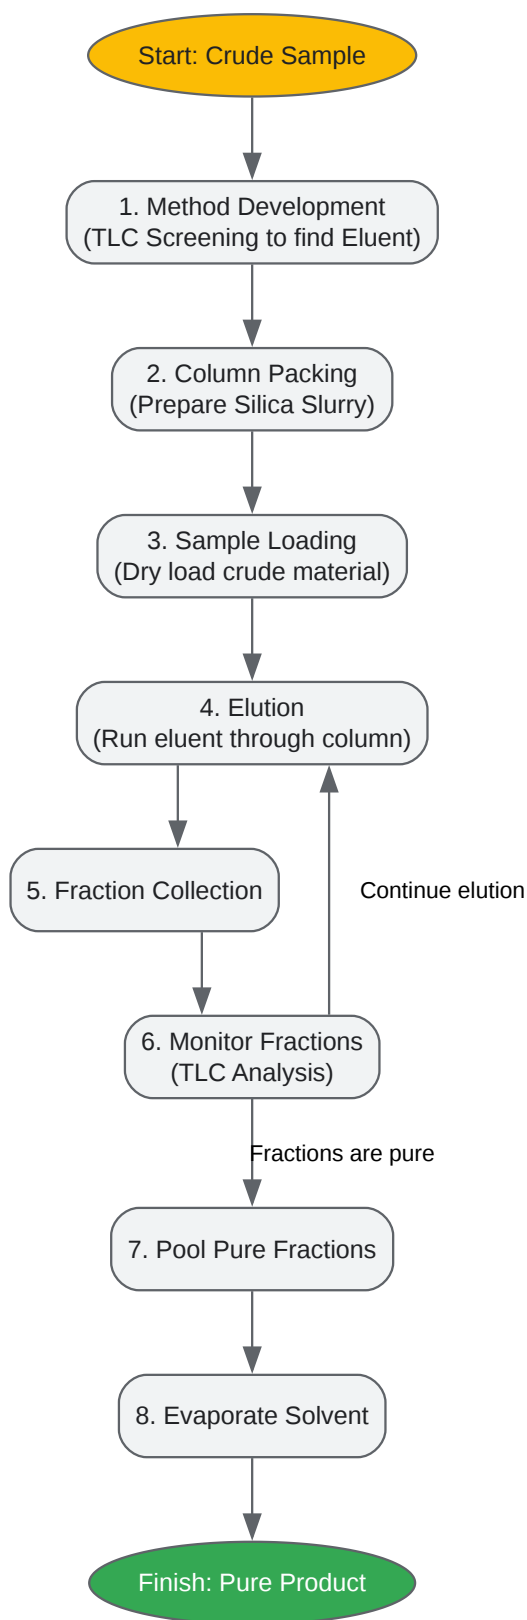 Start: Crude Sample
1. Method Development
(TLC Screening to find Eluent)
2. Column Packing
(Prepare Silica Slurry)
3. Sample Loading
(Dry load crude material)
4. Elution
(Run eluent through column)
5. Fraction Collection
Continue elution
6. Monitor Fractions
(TLC Analysis)
Fractions are pure
7. Pool Pure Fractions
8. Evaporate Solvent
Finish: Pure Product